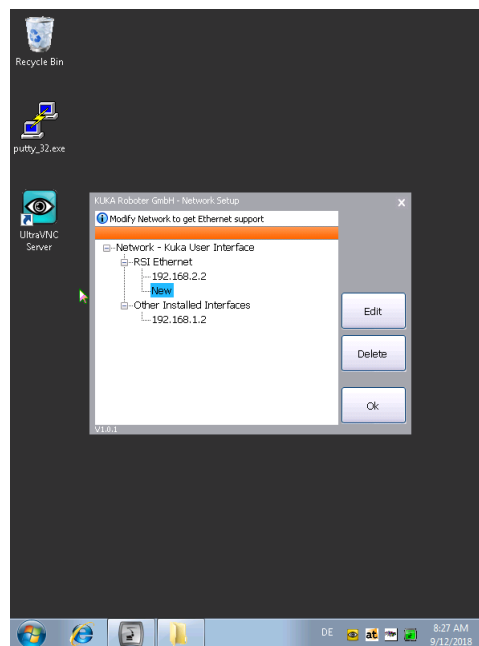 Recycle Bin
putty_32.exe
UltraVNC
Server
KUKA Roboter GmbH - Network Setup
Modify Network to get Ethernet support
Network - Kuka User Interface
RSI Ethernet
192.168.2.2
New
Other Installed Interfaces
192.168.1.2
Edit
Delete
Ok
V1.0.1
DE
at
8:27 AM
9/12/2018